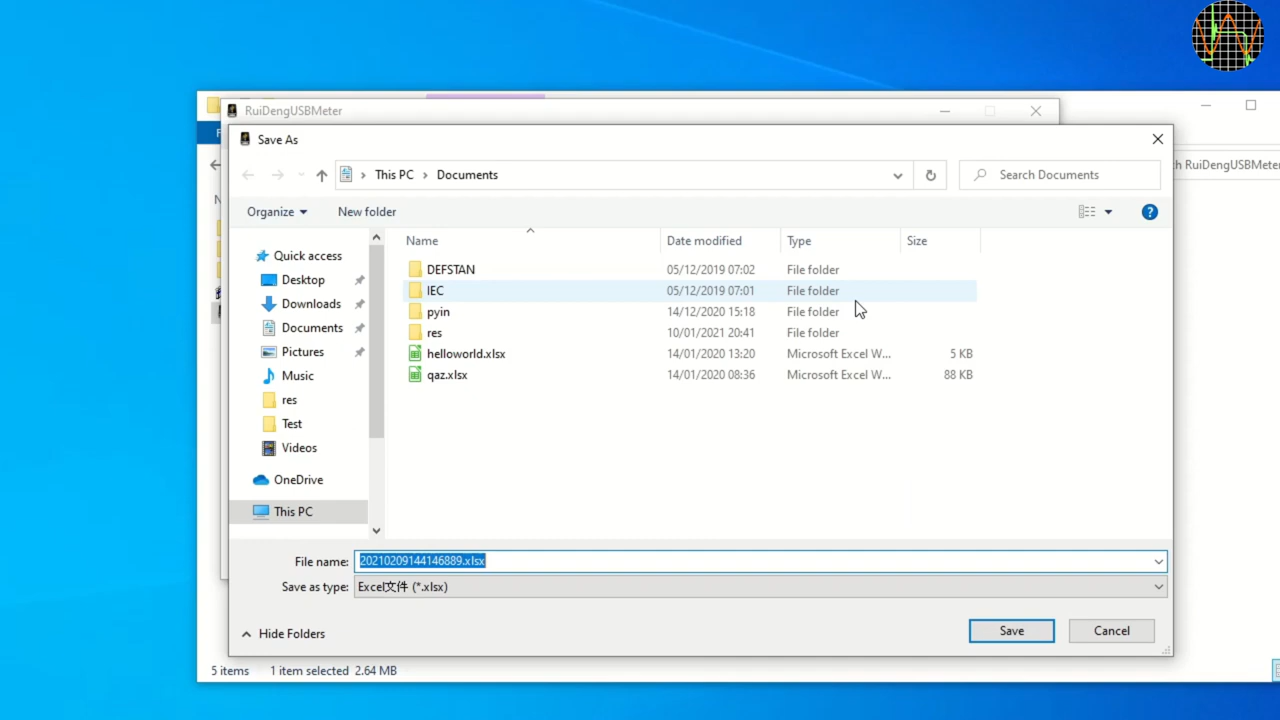 RuiDengUSBMeter
Save As
This PC > Documents
Search Documents
RuiDengUSBMeter
Organize
New folder
Name
Date modified
Type
Size
Quick access
Desktop
Downloads
Documents
Pictures
Music
res
Test
Videos
OneDrive
This PC
DEFSTAN 05/12/2019 07:02 File folder
IEC 05/12/2019 07:01 File folder
pyin 14/12/2020 15:18 File folder
res 10/01/2021 20:41 File folder
helloworld.xlsx 14/01/2020 13:20 Microsoft Excel W... 5 KB
qaz.xlsx 14/01/2020 08:36 Microsoft Excel W... 88 KB
File name: 20210209144146889.xlsx
Save as type: Excel文件 (*.xlsx)
Hide Folders
Save
Cancel
5 items 1 item selected 2.64 MB